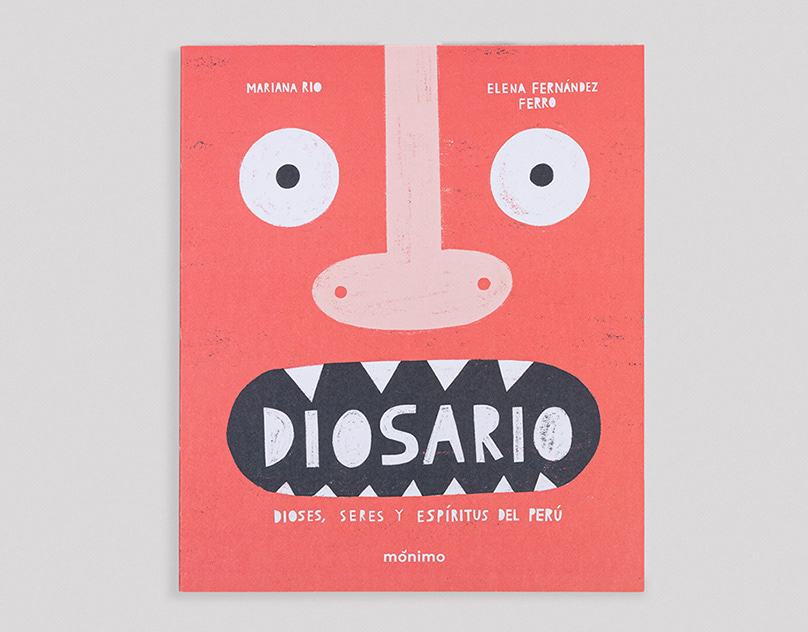 MARIANA RIO
ELENA FERNÁNDEZ
FERRO
DIOSARIO
DIOSES, SERES Y ESPÍRITUS DEL PERÚ
mónimo